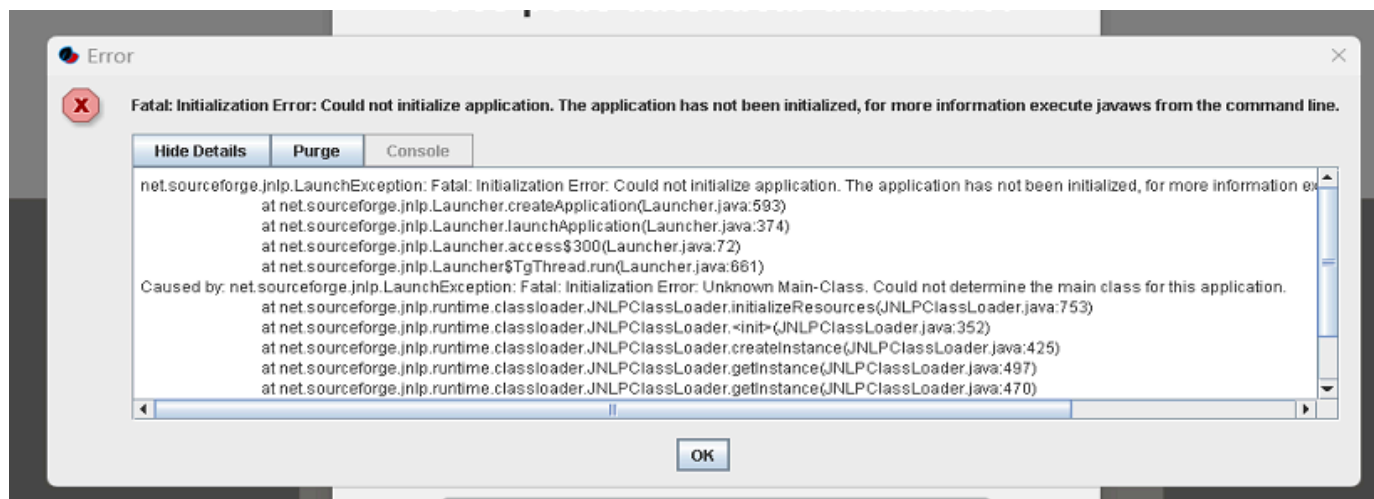 Error
Fatal: Initialization Error: Could not initialize application. The application has not been initialized, for more information execute javaws from the command line.
Hide Details Purge Console
net.sourceforge.jnlp.LaunchException: Fatal: Initialization Error: Could not initialize application. The application has not been initialized, for more information
at net.sourceforge.jnlp.Launcher.createApplication(Launcher.java:593)
at net.sourceforge.jnlp.Launcher.launchApplication(Launcher.java:374)
at net.sourceforge.jnlp.Launcher.access$300(Launcher.java:72)
at net.sourceforge.jnlp.Launcher$TgThread.run(Launcher.java:661)
Caused by: net.sourceforge.jnlp.LaunchException: Fatal: Initialization Error: Unknown Main-Class. Could not determine the main class for this application.
at net.sourceforge.jnlp.runtime.classloader.JNLPClassLoader.initializeResources(JNLPClassLoader.java:753)
at net.sourceforge.jnlp.runtime.classloader.JNLPClassLoader.<init>(JNLPClassLoader.java:352)
at net.sourceforge.jnlp.runtime.classloader.JNLPClassLoader.createInstance(JNLPClassLoader.java:425)
at net.sourceforge.jnlp.runtime.classloader.JNLPClassLoader.getInstance(JNLPClassLoader.java:497)
at net.sourceforge.jnlp.runtime.classloader.JNLPClassLoader.getInstance(JNLPClassLoader.java:470)
OK